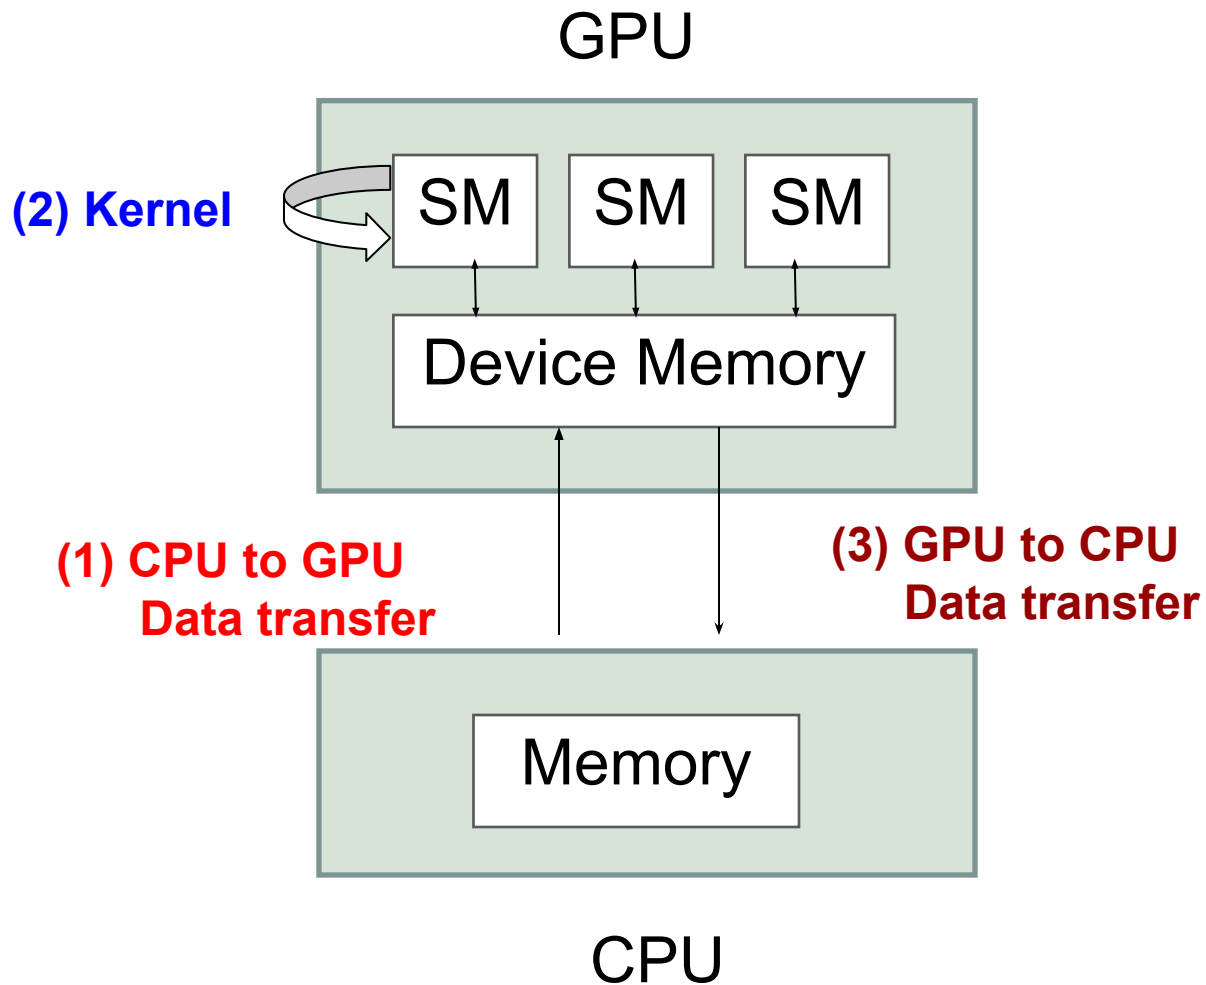 GPU
(2) Kernel
SM
SM
SM
Device Memory
(1) CPU to GPU
Data transfer
(3) GPU to CPU
Data transfer
Memory
CPU